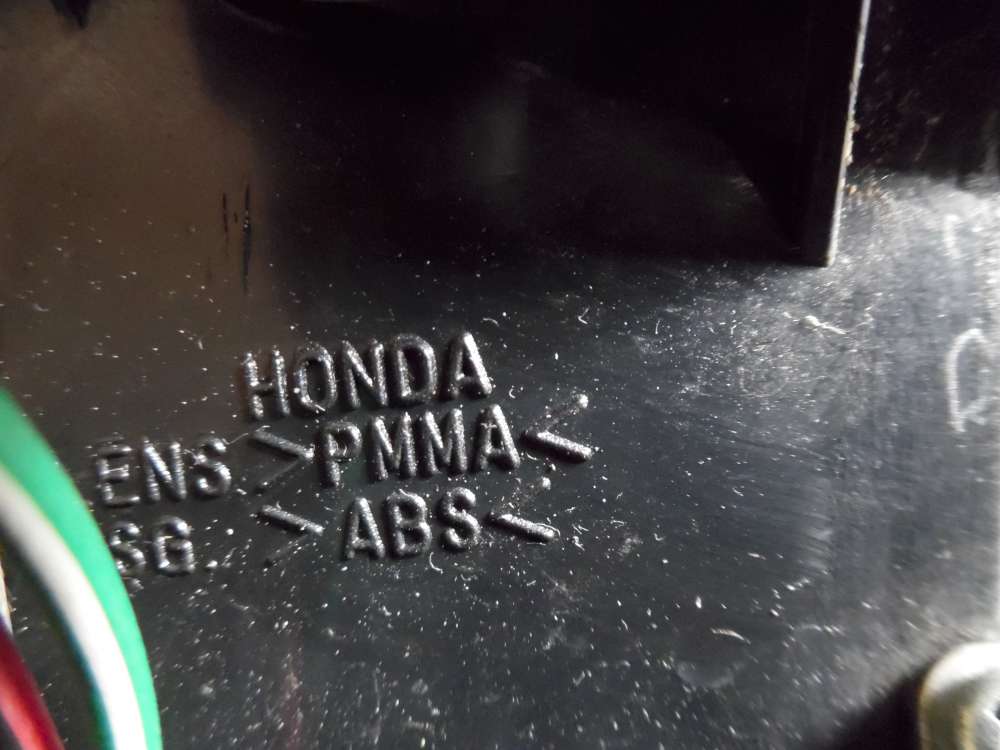 HONDA
ENS >PMMA<
SG >ABS<